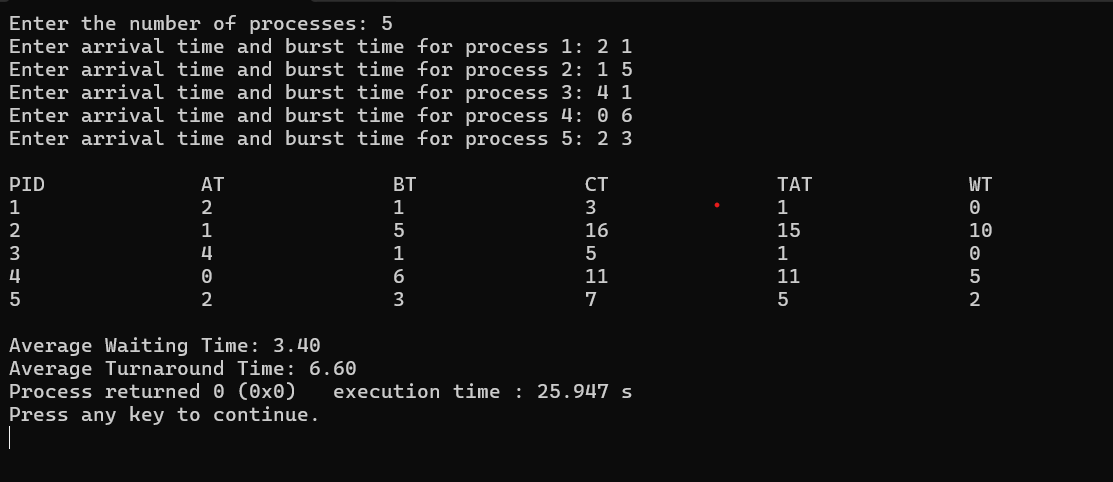 Enter the number of processes: 5
Enter arrival time and burst time for process 1: 2 1
Enter arrival time and burst time for process 2: 1 5
Enter arrival time and burst time for process 3: 4 1
Enter arrival time and burst time for process 4: 0 6
Enter arrival time and burst time for process 5: 2 3
PID AT BT CT TAT WT
1 2 1 3 1 0
2 1 5 16 15 10
3 4 1 5 1 0
4 0 6 11 11 5
5 2 3 7 5 2
Average Waiting Time: 3.40
Average Turnaround Time: 6.60
Process returned 0 (0x0)   execution time : 25.947 s
Press any key to continue.